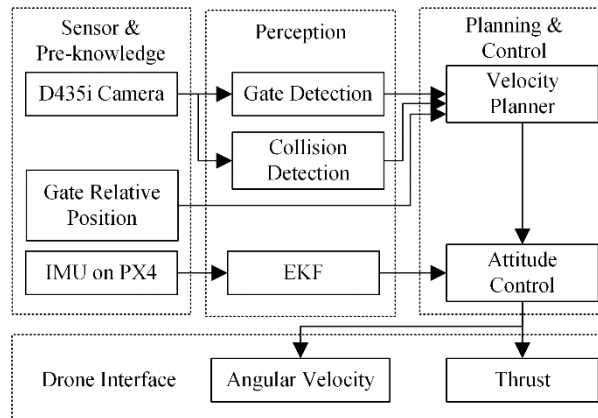 Sensor &
Pre-knowledge
Perception
Planning &
Control
D435i Camera
Gate Detection
Velocity
Planner
Collision
Detection
Gate Relative
Position
IMU on PX4
EKF
Attitude
Control
Drone Interface
Angular Velocity
Thrust